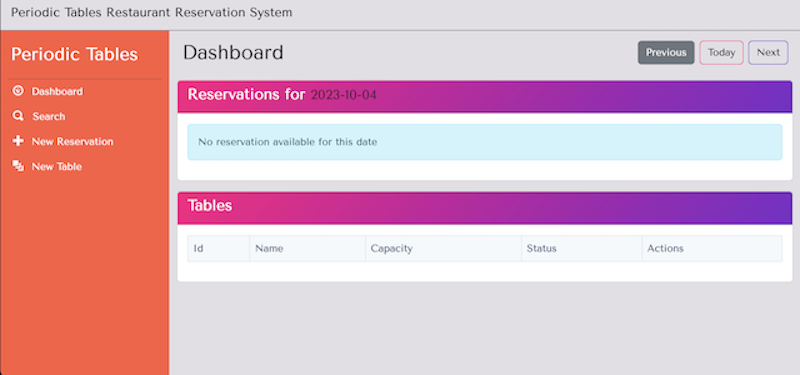 Periodic Tables Restaurant Reservation System
Periodic Tables
Dashboard
Search
New Reservation
New Table
Dashboard
Previous Today Next
Reservations for 2023-10-04
No reservation available for this date
Tables
Id Name Capacity Status Actions